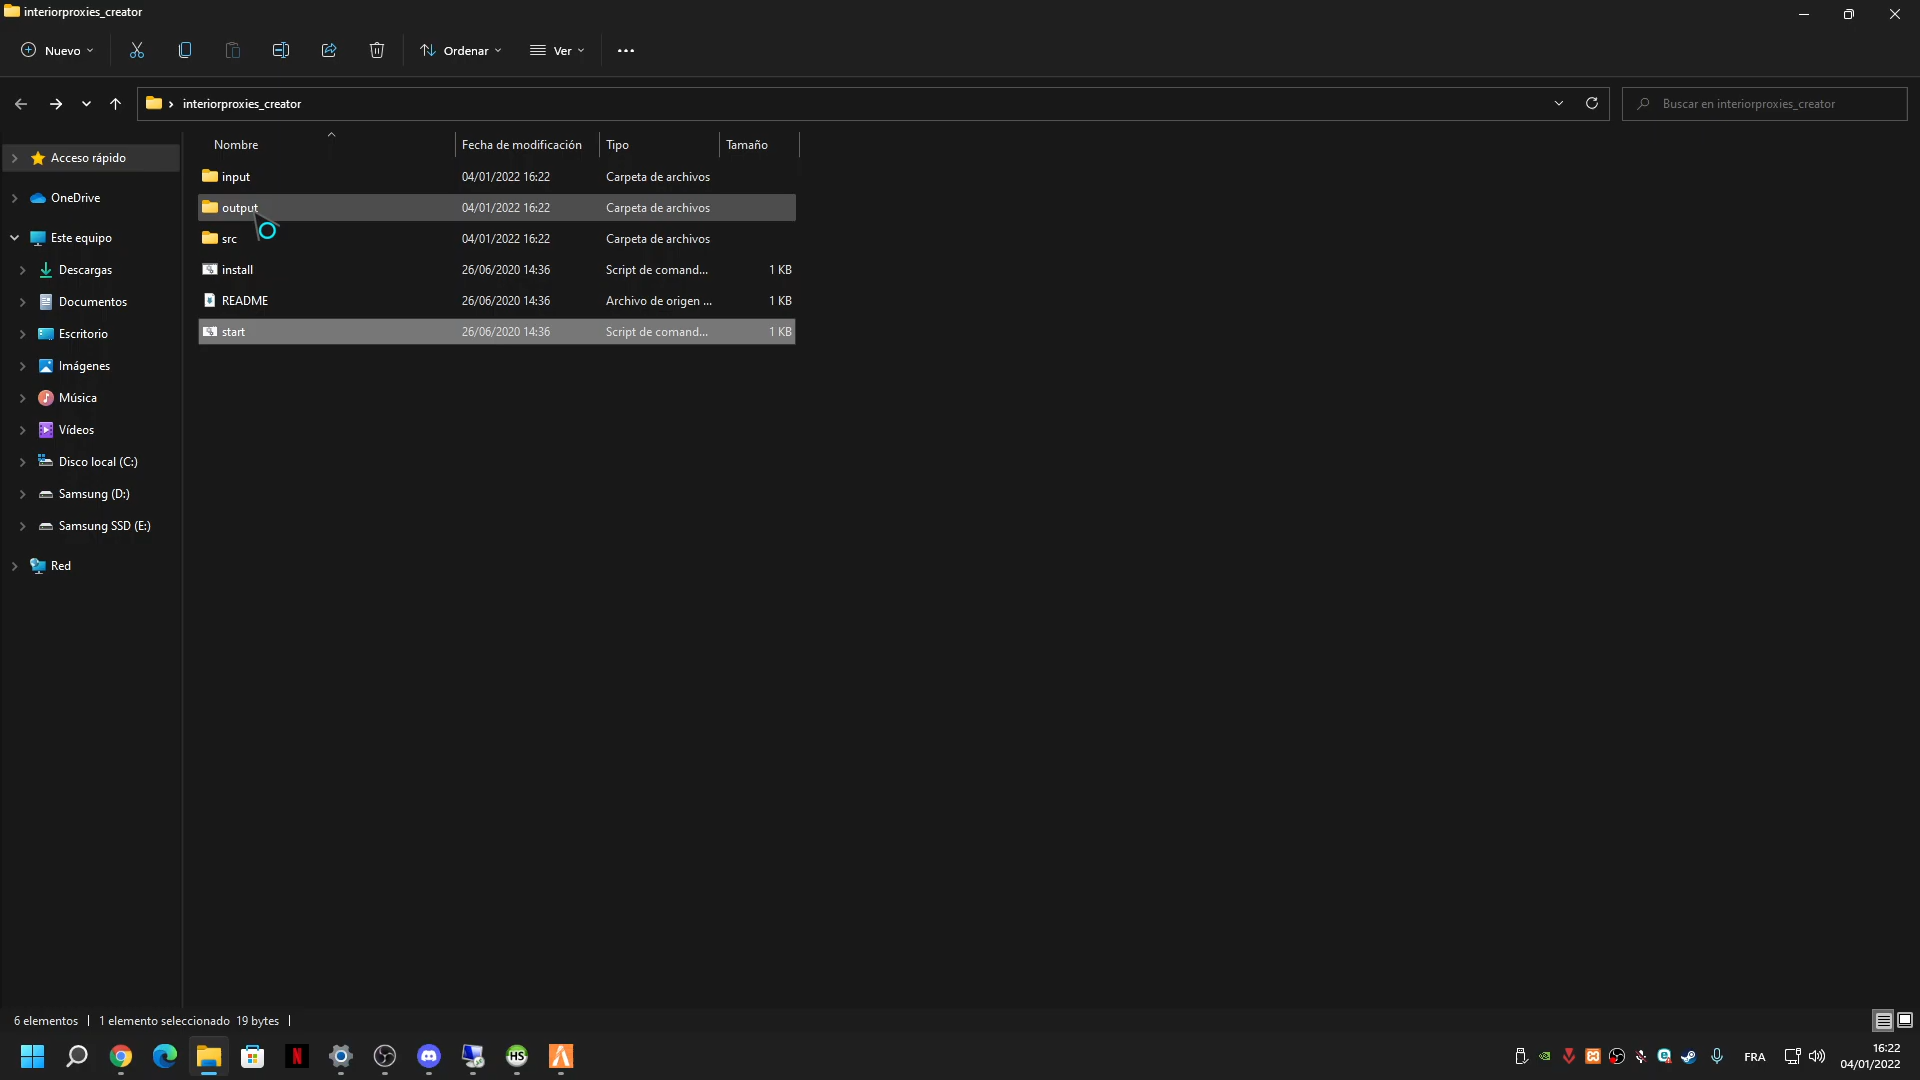 interiorproxies_creator
Nuevo
Ordenar
Ver
interiorproxies_creator
Buscar en interiorproxies_creator
Nombre Fecha de modificación Tipo Tamaño
input 04/01/2022 16:22 Carpeta de archivos
output 04/01/2022 16:22 Carpeta de archivos
src 04/01/2022 16:22 Carpeta de archivos
install 26/06/2020 14:36 Script de comand... 1 KB
README 26/06/2020 14:36 Archivo de origen ... 1 KB
start 26/06/2020 14:36 Script de comand... 1 KB
Acceso rápido
OneDrive
Este equipo
Descargas
Documentos
Escritorio
Imágenes
Música
Vídeos
Disco local (C:)
Samsung (D:)
Samsung SSD (E:)
Red
6 elementos
1 elemento seleccionado 19 bytes
N
HS
FRA
16:22
04/01/2022